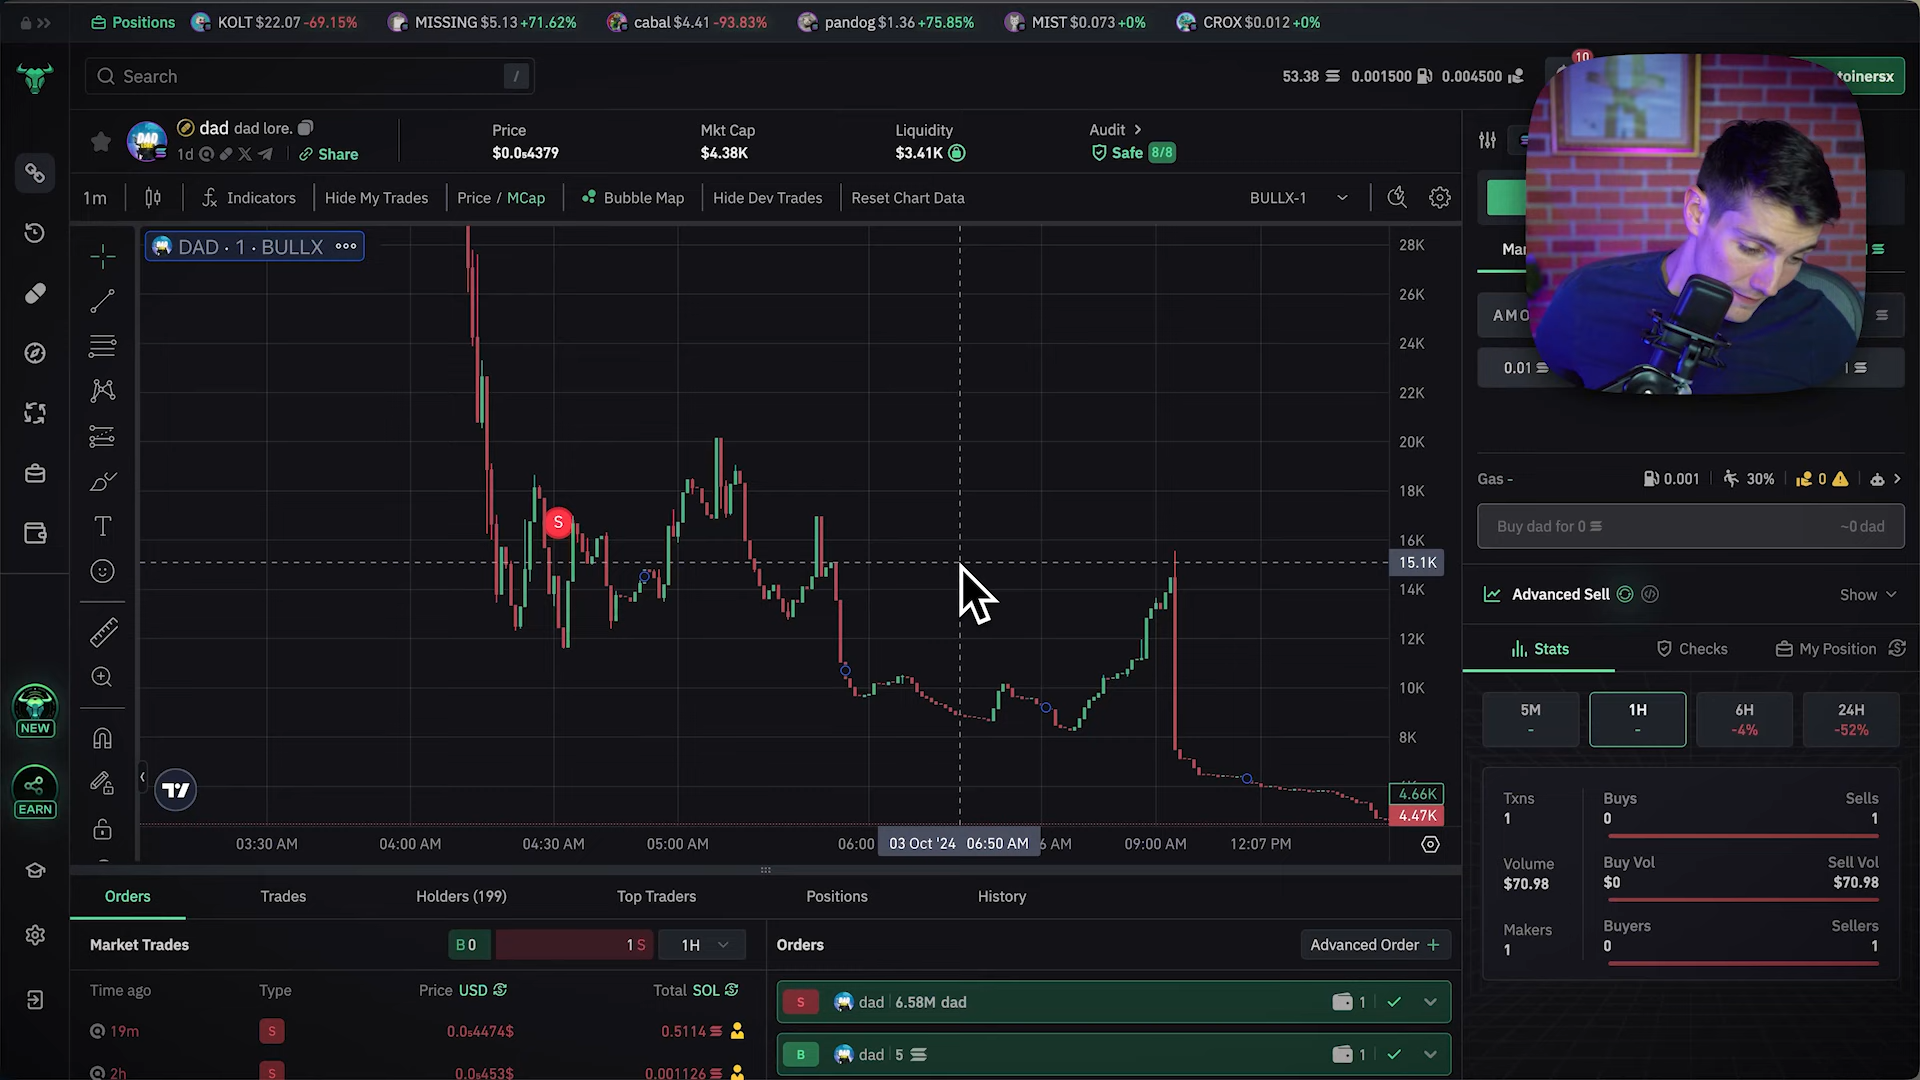 Positions KOLT $22.07 -69.15% MISSING $5.13 +71.62% cabal $4.41 -93.83% pandog $1.36 +75.85% MIST $0.073 +0% CROX $0.012 +0%
Search /
53.38 0.001500 0.004500 10 toinersx
dad dad lore.
1d Share
Price
$0.0₅4379
Mkt Cap
$4.38K
Liquidity
$3.41K
Audit
Safe 8/8
1m Indicators Hide My Trades Price / MCap Bubble Map Hide Dev Trades Reset Chart Data BULLX-1
DAD · 1 · BULLX
28K
26K
24K
22K
20K
18K
16K
15.1K
14K
12K
10K
8K
4.66K
4.47K
S
03:30 AM 04:00 AM 04:30 AM 05:00 AM 06:00 03 Oct '24 06:50 AM 6 AM 09:00 AM 12:07 PM
NEW
EARN
Orders Trades Holders (199) Top Traders Positions History
Market Trades B 0 1 S 1H
Time ago Type Price USD Total SOL
19m S 0.0₅4474$ 0.5114
2h S 0.0₅453$ 0.001126
Orders Advanced Order +
S dad 6.58M dad 1
B dad 5 1
0.01
Gas - 0.001 30% 0
Buy dad for 0 ~0 dad
Advanced Sell Show
Stats Checks My Position
5M 1H 6H 24H
- - -4% -52%
Txns Buys Sells
1 0 1
Volume Buy Vol Sell Vol
$70.98 $0 $70.98
Makers Buyers Sellers
1 0 1